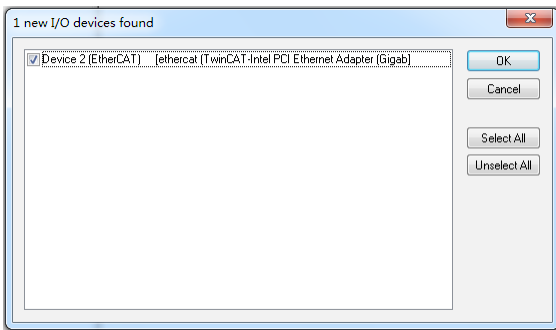 1 new I/O devices found
Device 2 (EtherCAT) [ethercat (TwinCAT-Intel PCI Ethernet Adapter (Gigab]
OK
Cancel
Select All
Unselect All